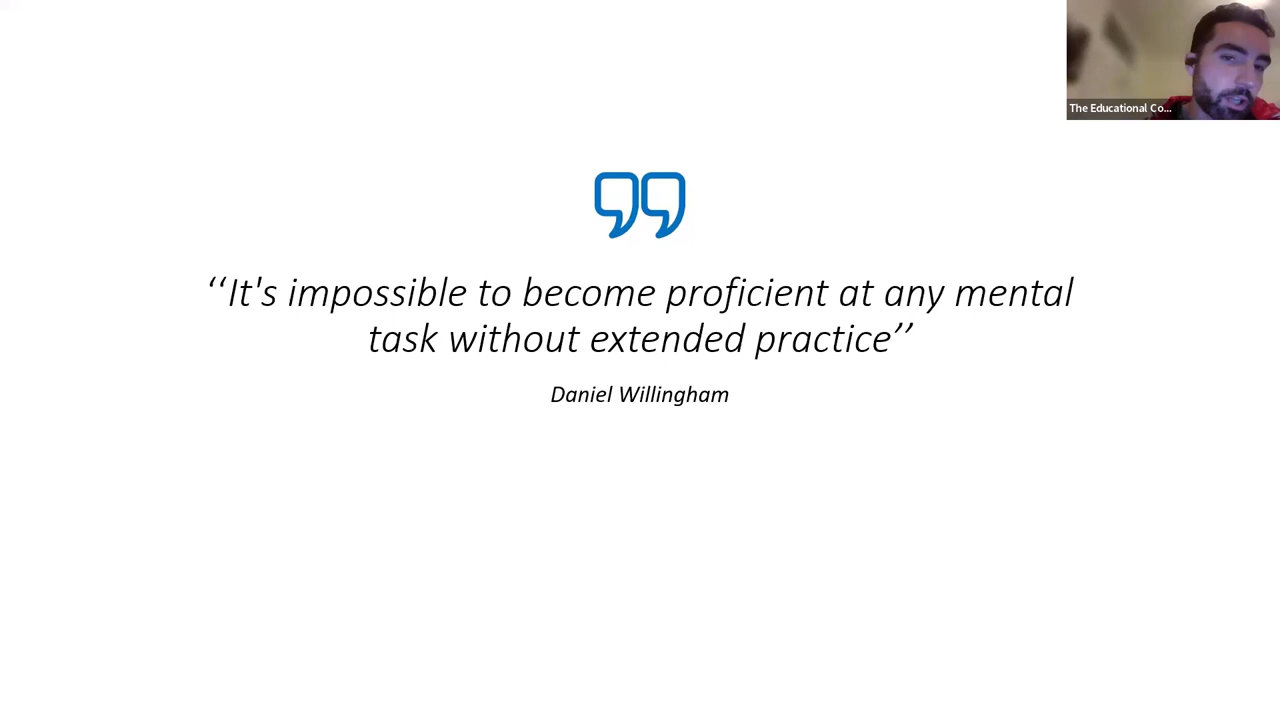 The Educational Co...
‘‘It's impossible to become proficient at any mental
task without extended practice’’
Daniel Willingham